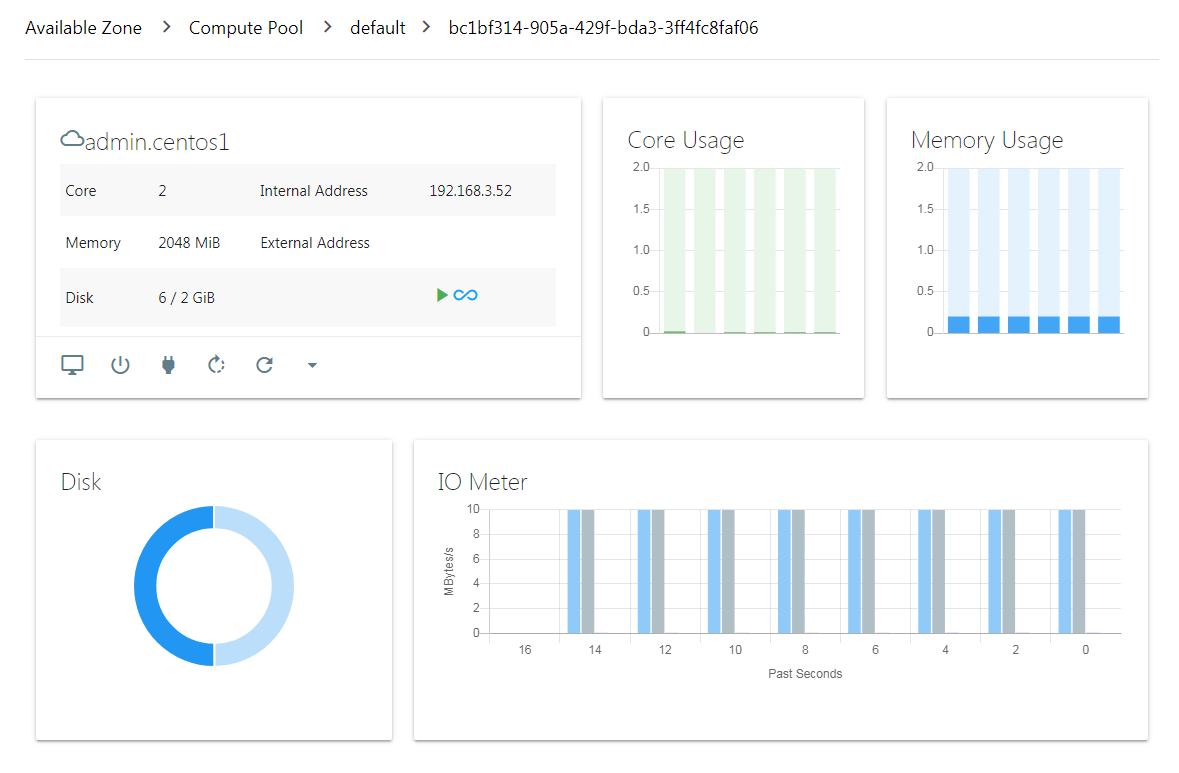 Available Zone > Compute Pool > default > bc1bf314-905a-429f-bda3-3ff4fc8faf06
admin.centos1
Core 2 Internal Address 192.168.3.52
Memory 2048 MiB External Address
Disk 6 / 2 GiB
Core Usage
2.0
1.5
1.0
0.5
0
Memory Usage
2.0
1.5
1.0
0.5
0
Disk
IO Meter
MBytes/s
10
8
6
4
2
0
16 14 12 10 8 6 4 2 0
Past Seconds